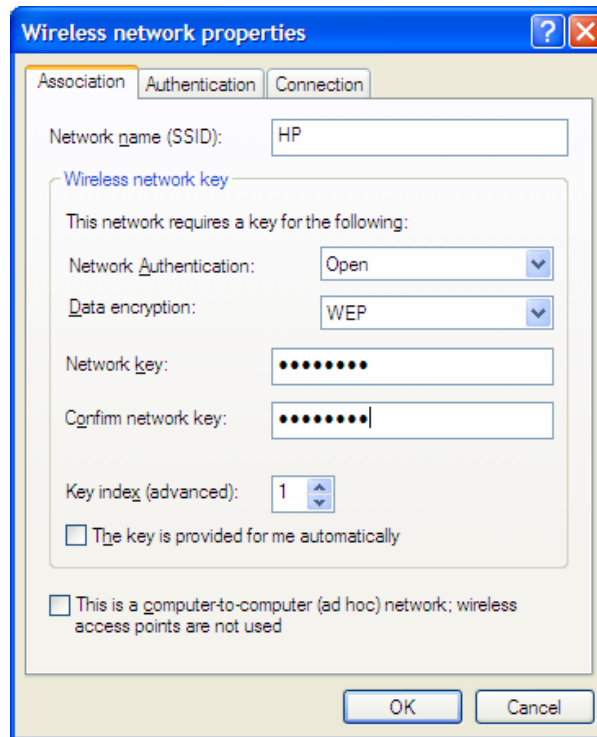 Wireless network properties
Association Authentication Connection
Network name (SSID): HP
Wireless network key
This network requires a key for the following:
Network Authentication: Open
Data encryption: WEP
Network key: ••••••••
Confirm network key: ••••••••
Key index (advanced): 1
The key is provided for me automatically
This is a computer-to-computer (ad hoc) network; wireless
access points are not used
OK Cancel